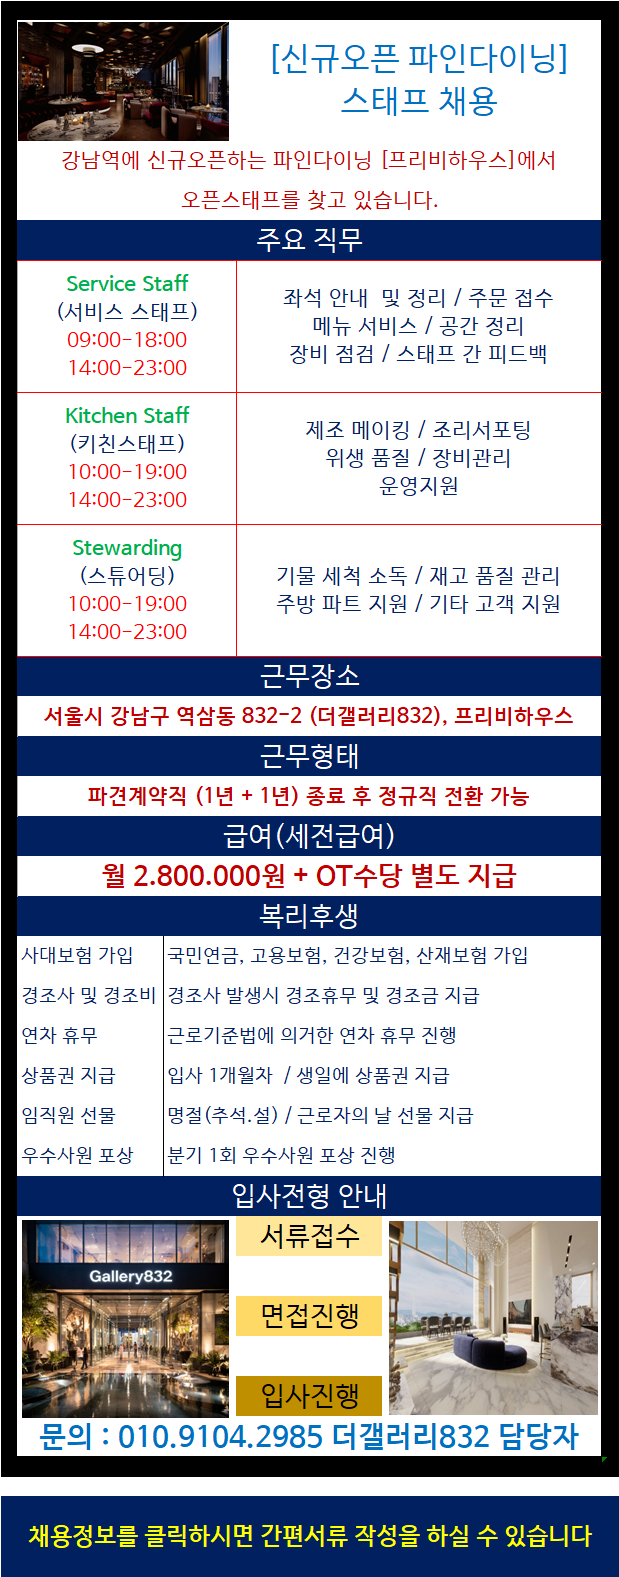 [신규오픈 파인다이닝]
스태프 채용
강남역에 신규오픈하는 파인다이닝 [프리비하우스]에서
오픈스태프를 찾고 있습니다.
주요 직무
Service Staff
(서비스 스태프)
09:00-18:00
14:00-23:00
좌석 안내 및 정리 / 주문 접수
메뉴 서비스 / 공간 정리
장비 점검 / 스태프 간 피드백
Kitchen Staff
(키친스태프)
10:00-19:00
14:00-23:00
제조 메이킹 / 조리서포팅
위생 품질 / 장비관리
운영지원
Stewarding
(스튜어딩)
10:00-19:00
14:00-23:00
기물 세척 소독 / 재고 품질 관리
주방 파트 지원 / 기타 고객 지원
근무장소
서울시 강남구 역삼동 832-2 (더갤러리832), 프리비하우스
근무형태
파견계약직 (1년 + 1년) 종료 후 정규직 전환 가능
급여(세전급여)
월 2.800.000원 + OT수당 별도 지급
복리후생
사대보험 가입 국민연금, 고용보험, 건강보험, 산재보험 가입
경조사 및 경조비 경조사 발생시 경조휴무 및 경조금 지급
연차 휴무 근로기준법에 의거한 연차 휴무 진행
상품권 지급 입사 1개월차 / 생일에 상품권 지급
임직원 선물 명절(추석.설) / 근로자의 날 선물 지급
우수사원 포상 분기 1회 우수사원 포상 진행
입사전형 안내
Gallery832
서류접수
면접진행
입사진행
문의 : 010.9104.2985 더갤러리832 담당자
채용정보를 클릭하시면 간편서류 작성을 하실 수 있습니다